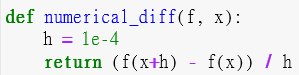 def numerical_diff(f, x):
    h = 1e-4
    return (f(x+h) - f(x)) / h